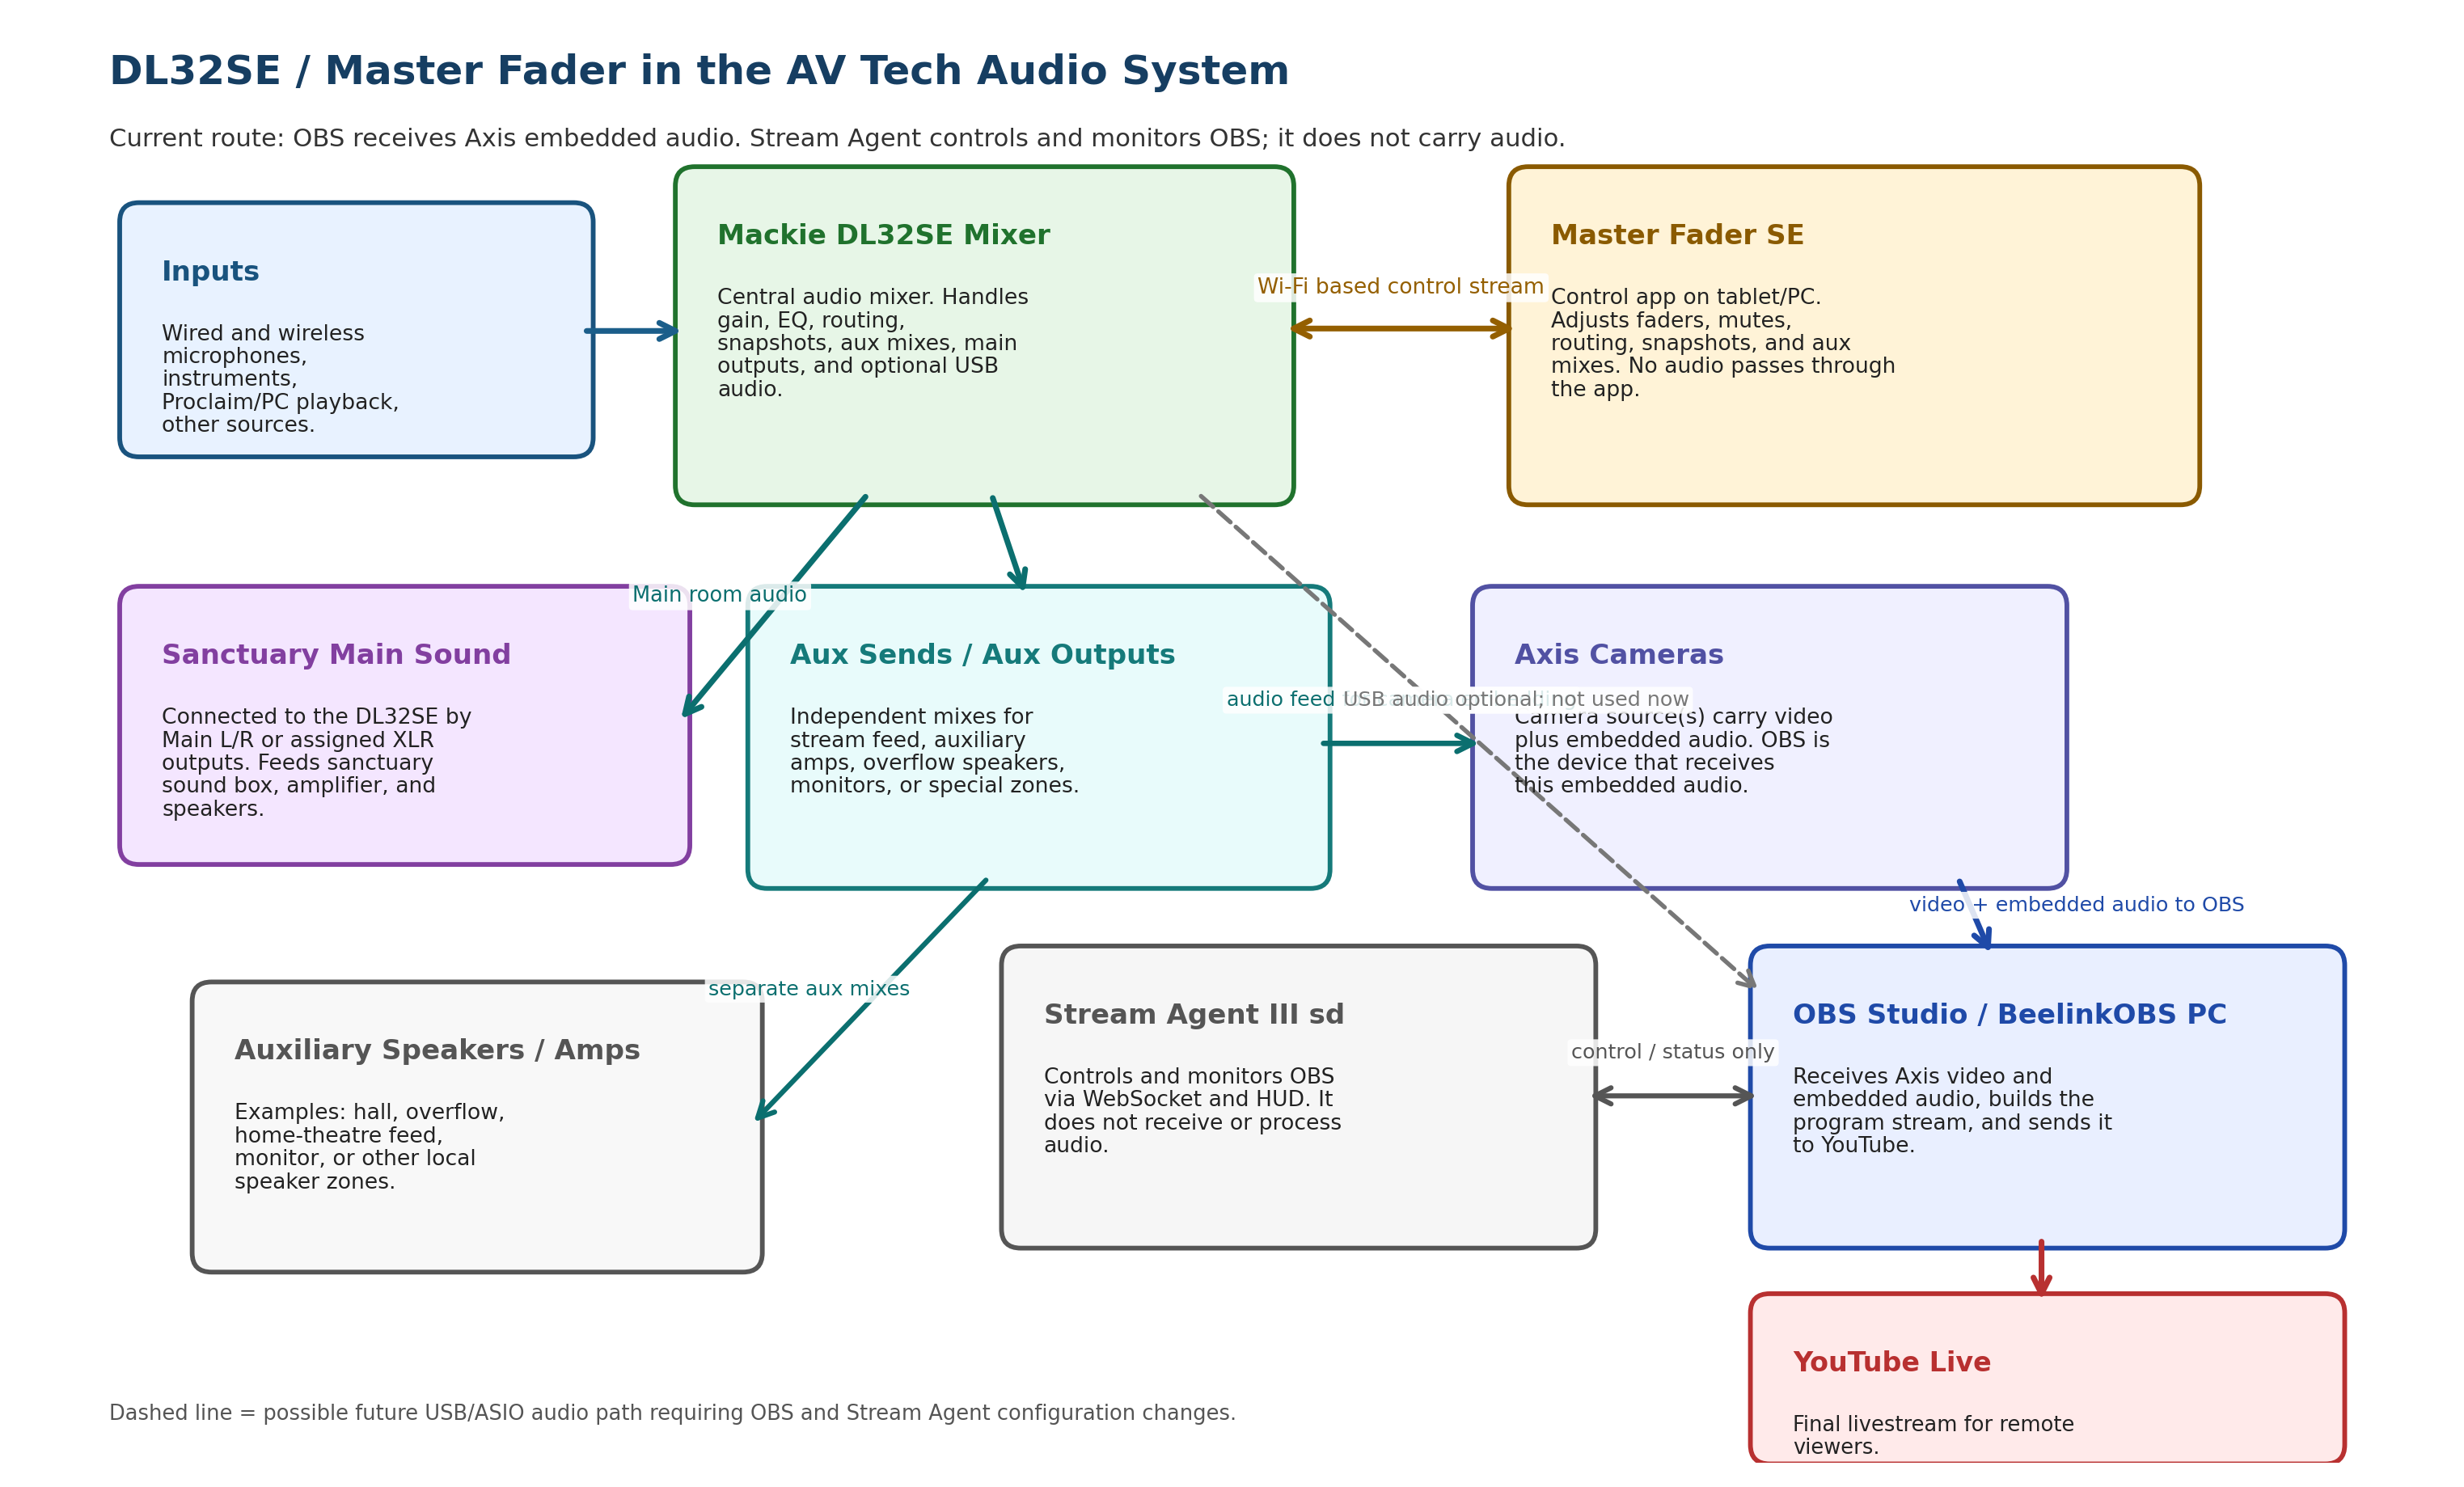 DL32SE / Master Fader in the AV Tech Audio System
Current route: OBS receives Axis embedded audio. Stream Agent controls and monitors OBS; it does not carry audio.
Inputs
Wired and wireless
microphones,
instruments,
Proclaim/PC playback,
other sources.
Mackie DL32SE Mixer
Central audio mixer. Handles
gain, EQ, routing,
snapshots, aux mixes, main
outputs, and optional USB
audio.
Wi-Fi based control stream
Master Fader SE
Control app on tablet/PC.
Adjusts faders, mutes,
routing, snapshots, and aux
mixes. No audio passes through
the app.
Main room audio
Sanctuary Main Sound
Connected to the DL32SE by
Main L/R or assigned XLR
outputs. Feeds sanctuary
sound box, amplifier, and
speakers.
Aux Sends / Aux Outputs
Independent mixes for
stream feed, auxiliary
amps, overflow speakers,
monitors, or special zones.
audio feed
USB audio optional; not used now
Axis Cameras
Camera source(s) carry video
plus embedded audio. OBS is
the device that receives
this embedded audio.
video + embedded audio to OBS
separate aux mixes
Auxiliary Speakers / Amps
Examples: hall, overflow,
home-theatre feed,
monitor, or other local
speaker zones.
Stream Agent III sd
Controls and monitors OBS
via WebSocket and HUD. It
does not receive or process
audio.
control / status only
OBS Studio / BeelinkOBS PC
Receives Axis video and
embedded audio, builds the
program stream, and sends it
to YouTube.
YouTube Live
Final livestream for remote
viewers.
Dashed line = possible future USB/ASIO audio path requiring OBS and Stream Agent configuration changes.